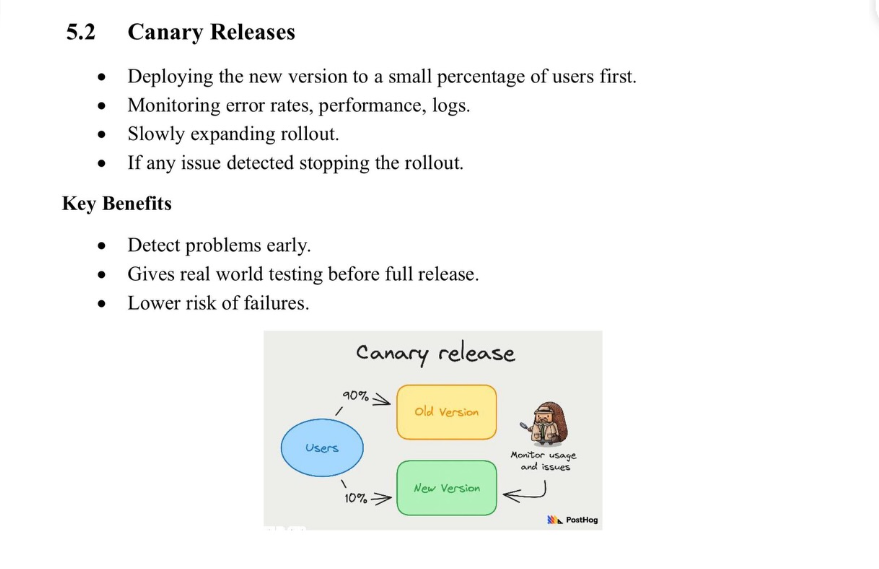 5.2 Canary Releases
• Deploying the new version to a small percentage of users first.
• Monitoring error rates, performance, logs.
• Slowly expanding rollout.
• If any issue detected stopping the rollout.
Key Benefits
• Detect problems early.
• Gives real world testing before full release.
• Lower risk of failures.
Canary release
90%
Old Version
Users
Monitor usage
and issues
New Version
10%
PostHog